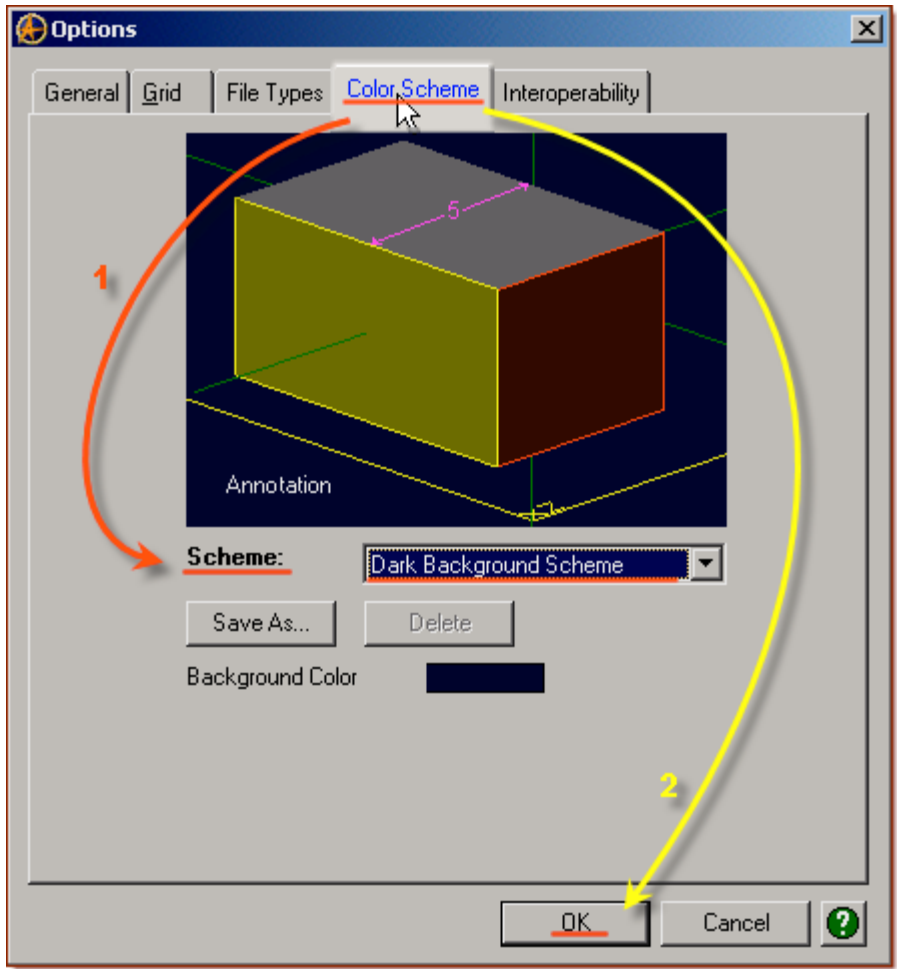 Options
General Grid File Types Color Scheme Interoperability
5
1
Annotation
Scheme: Dark Background Scheme
Save As... Delete
Background Color
2
OK Cancel ?